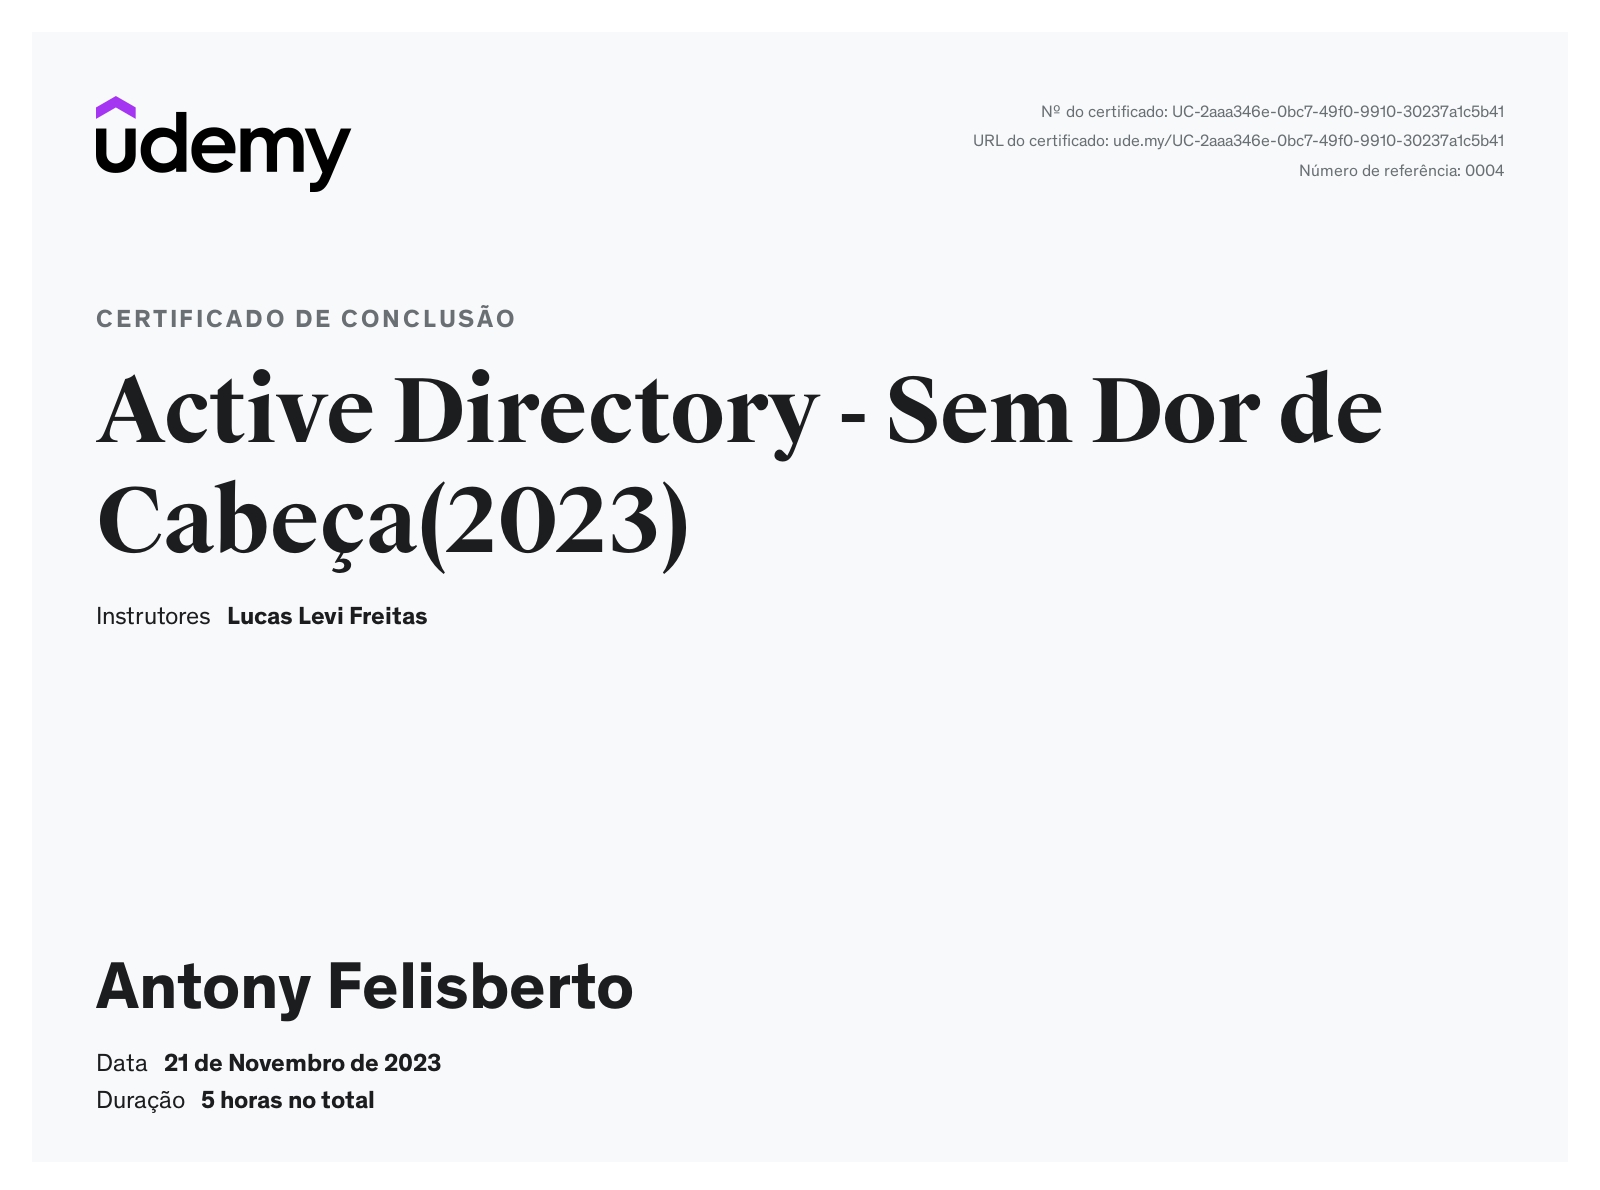 udemy
Nº do certificado: UC-2aaa346e-0bc7-49f0-9910-30237a1c5b41
URL do certificado: ude.my/UC-2aaa346e-0bc7-49f0-9910-30237a1c5b41
Número de referência: 0004
CERTIFICADO DE CONCLUSÃO
Active Directory - Sem Dor de
Cabeça(2023)
Instrutores Lucas Levi Freitas
Antony Felisberto
Data 21 de Novembro de 2023
Duração 5 horas no total